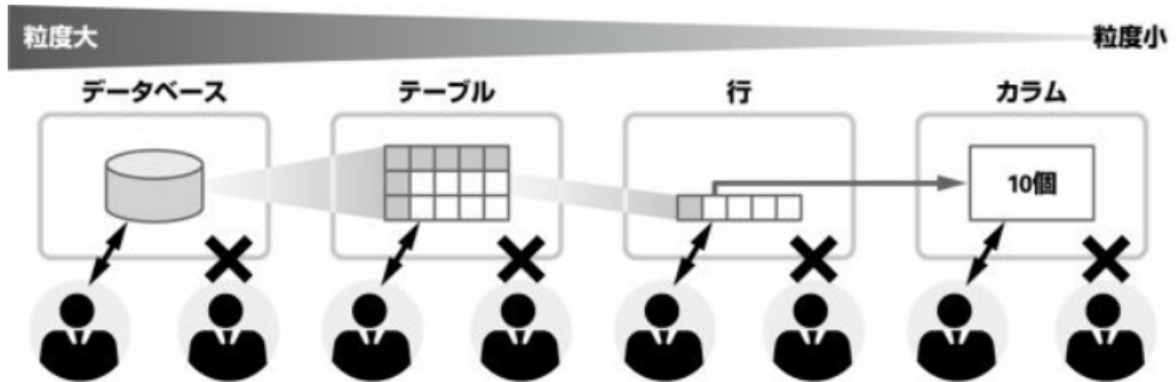 粒度大
粒度小
データベース
テーブル
行
カラム
10個